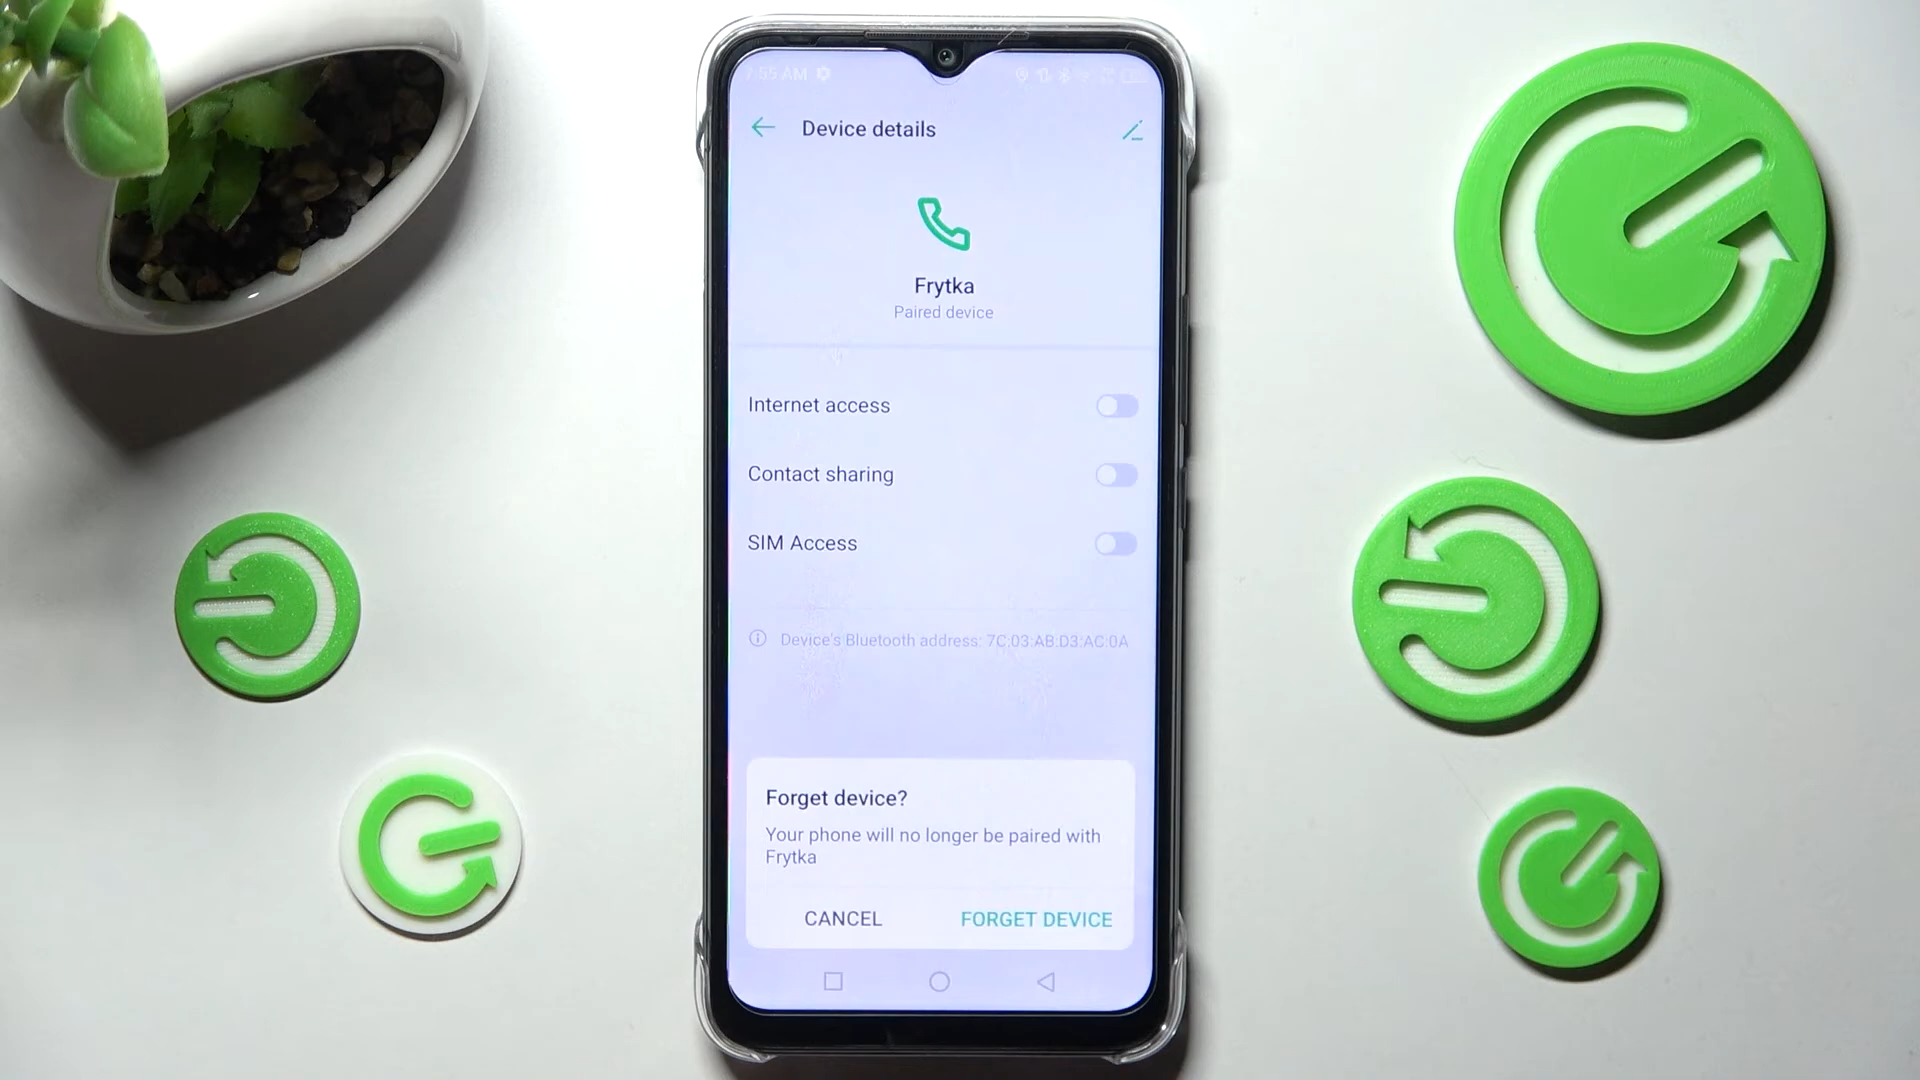 7:55 AM
Device details
Frytka
Paired device
Internet access
Contact sharing
SIM Access
Device's Bluetooth address: 7C:03:AB:D3:AC:0A
Forget device?
Your phone will no longer be paired with
Frytka
CANCEL
FORGET DEVICE